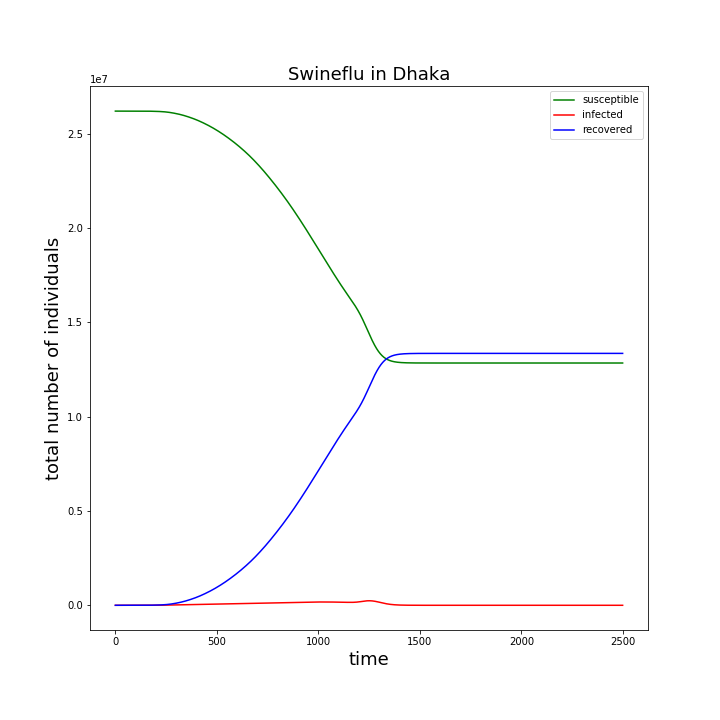 Swineflu in Dhaka
1e7
susceptible
infected
recovered
2.5
2.0
1.5
1.0
0.5
0.0
total number of individuals
0 500 1000 1500 2000 2500
time